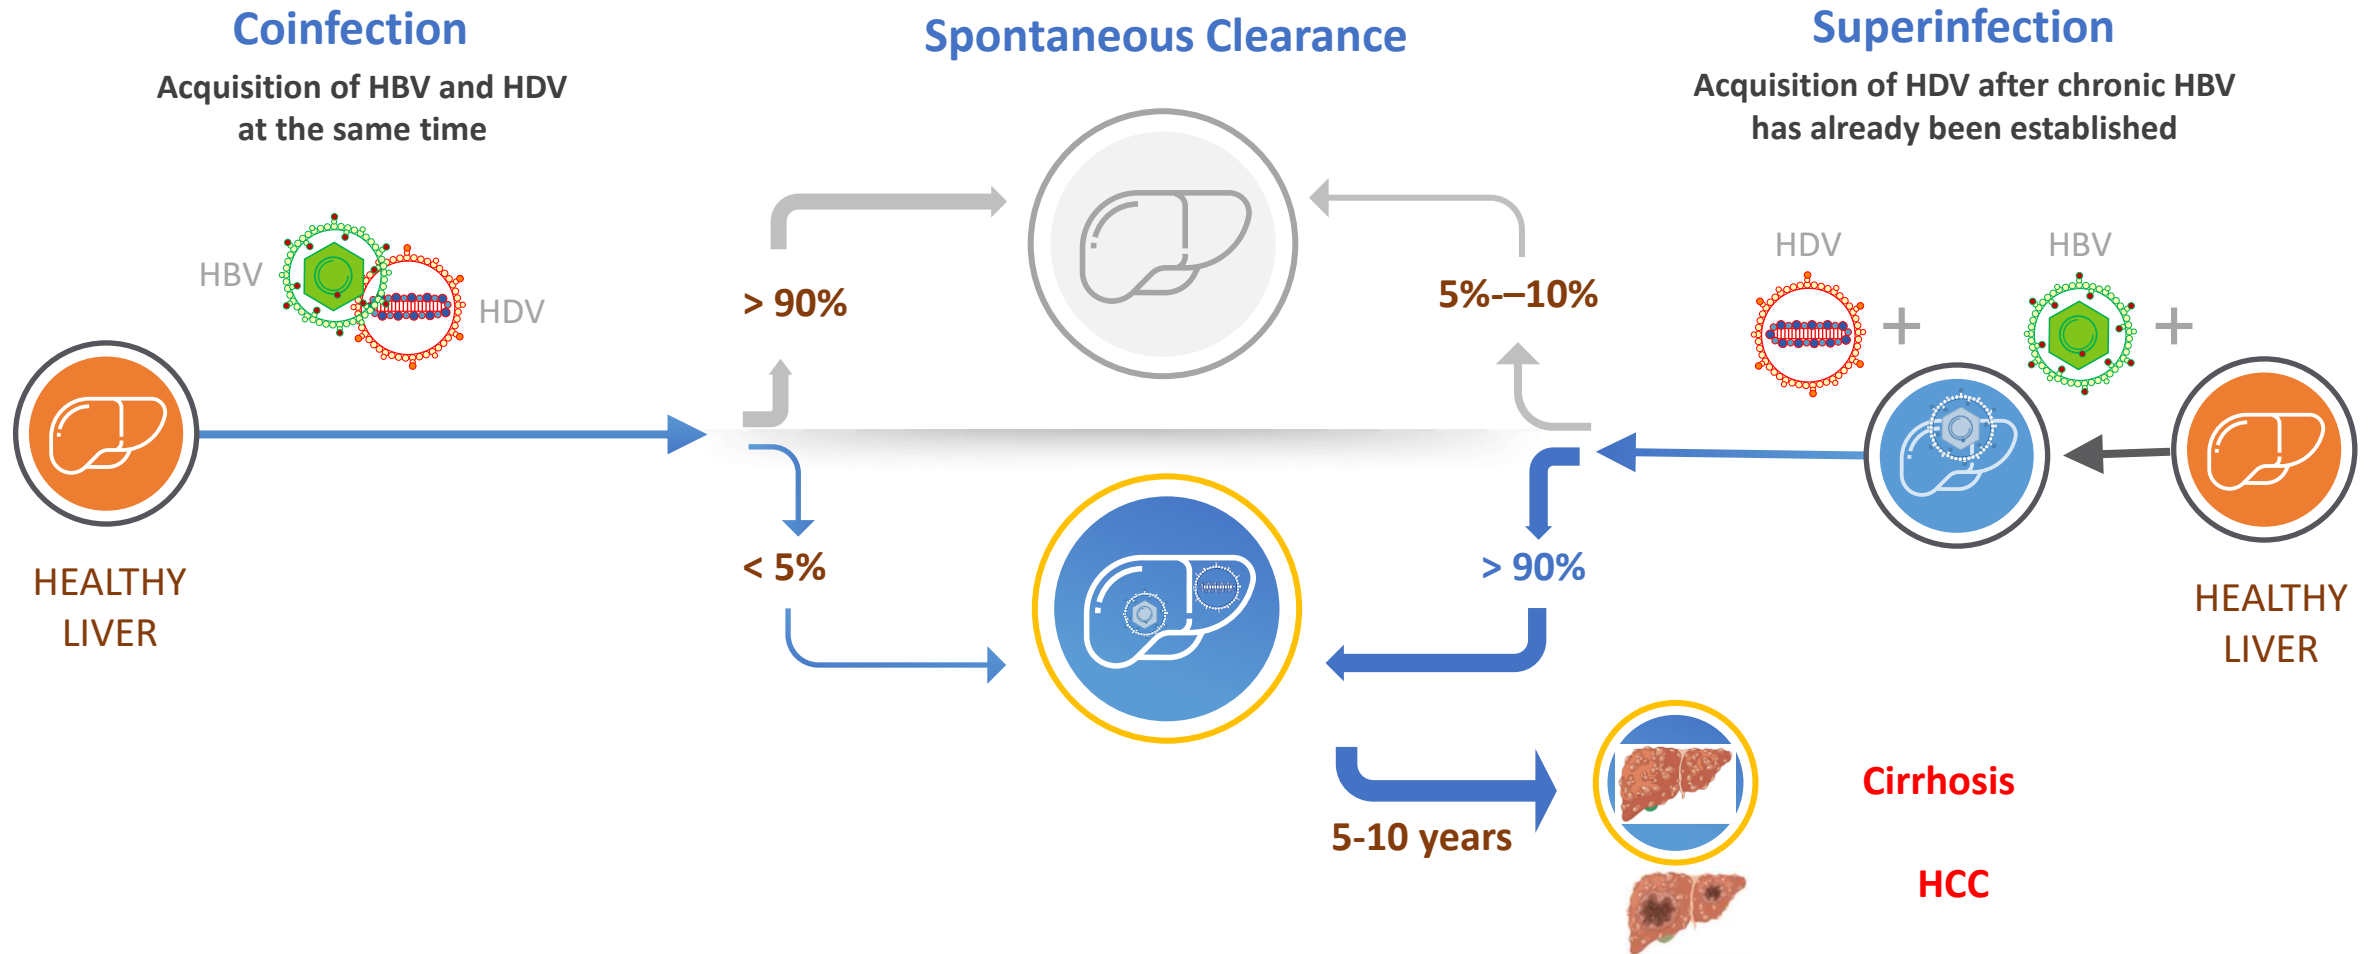 Coinfection
Acquisition of HBV and HDV
at the same time
HBV
HDV
HEALTHY
LIVER
Spontaneous Clearance
> 90%
5%-–10%
< 5%
> 90%
5-10 years
Superinfection
Acquisition of HDV after chronic HBV
has already been established
HDV
HBV
+
+
HEALTHY
LIVER
Cirrhosis
HCC